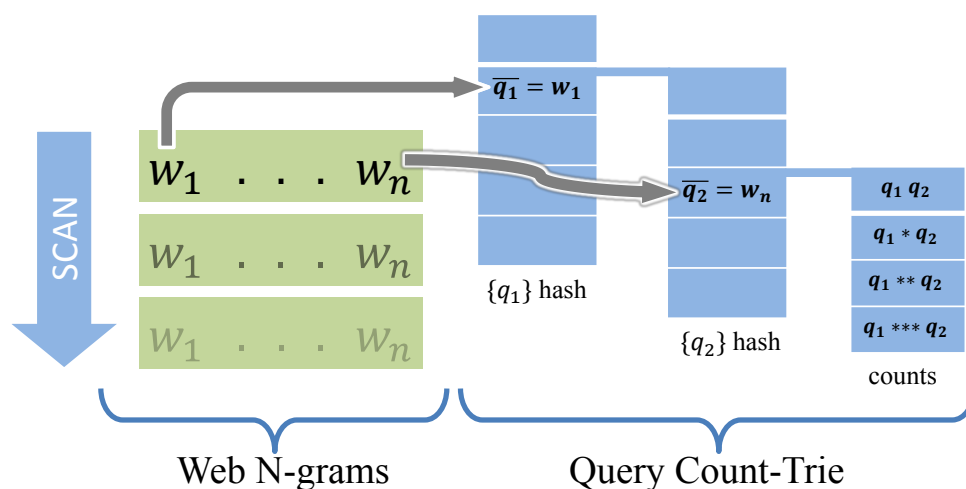 SCAN
w₁ . . . wₙ
w₁ . . . wₙ
w₁ . . . wₙ
Web N-grams
q̅₁ = w₁
{q₁} hash
q̅₂ = wₙ
{q₂} hash
q₁ q₂
q₁ * q₂
q₁ ** q₂
q₁ *** q₂
counts
Query Count-Trie